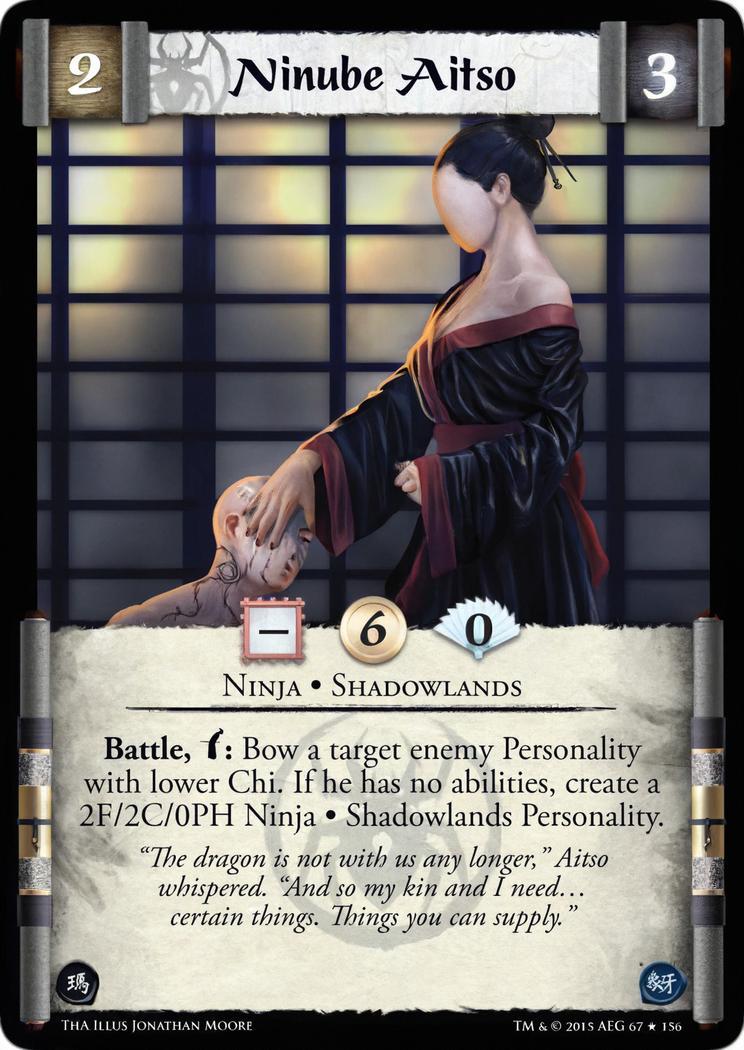 2
Ninube Aitso
3
–
6
0
Ninja • Shadowlands
Battle, : Bow a target enemy Personality
with lower Chi. If he has no abilities, create a
2F/2C/0PH Ninja • Shadowlands Personality.
“The dragon is not with us any longer,” Aitso
whispered. “And so my kin and I need…
certain things. Things you can supply.”
瑪
象牙
ThA Illus Jonathan Moore
TM & © 2015 AEG 67 ★ 156